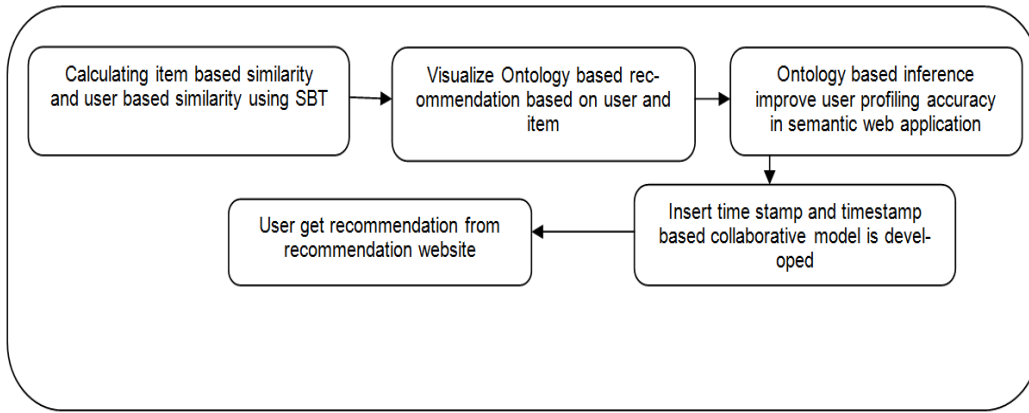 Calculating item based similarity
and user based similarity using SBT
Visualize Ontology based rec-
ommendation based on user and
item
Ontology based inference
improve user profiling accuracy
in semantic web application
Insert time stamp and timestamp
based collaborative model is devel-
oped
User get recommendation from
recommendation website